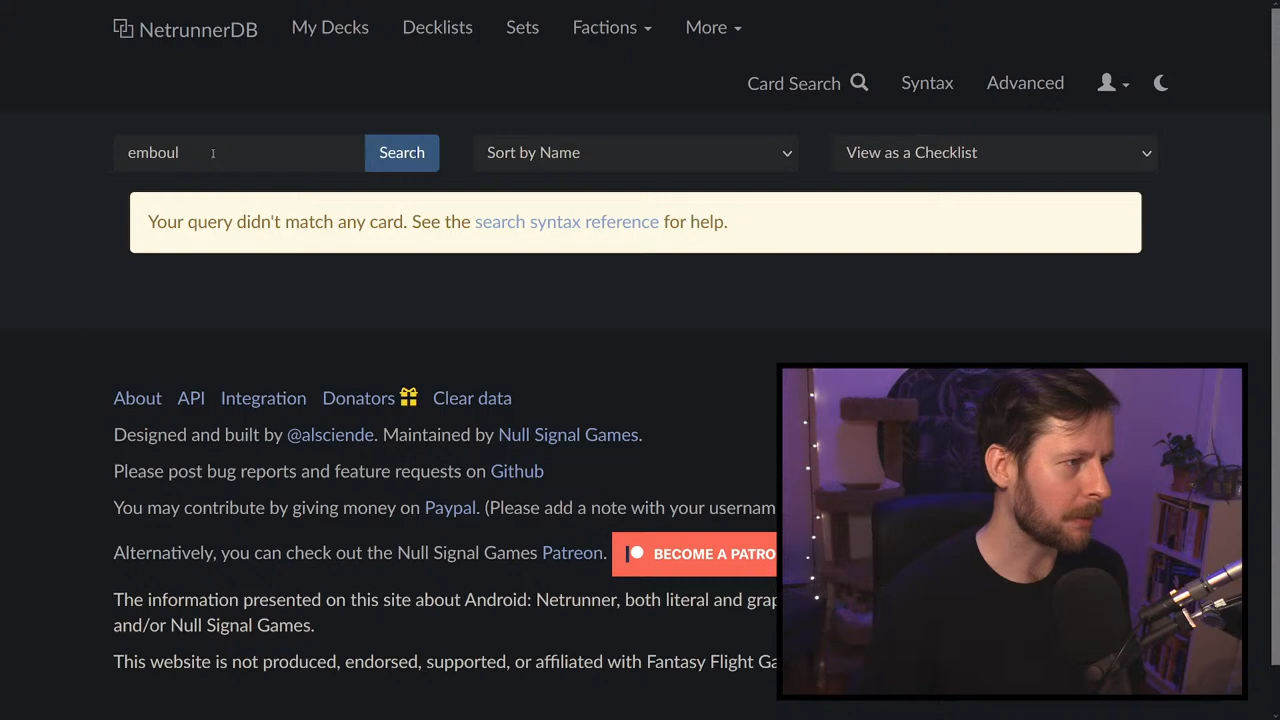 NetrunnerDB My Decks Decklists Sets Factions More
Card Search Syntax Advanced
emboul Search Sort by Name View as a Checklist
Your query didn't match any card. See the search syntax reference for help.
About API Integration Donators Clear data
Designed and built by @alsciende. Maintained by Null Signal Games.
Please post bug reports and feature requests on Github
You may contribute by giving money on Paypal. (Please add a note with your usernam
Alternatively, you can check out the Null Signal Games Patreon. BECOME A PATRO
The information presented on this site about Android: Netrunner, both literal and grap
and/or Null Signal Games.
This website is not produced, endorsed, supported, or affiliated with Fantasy Flight Ga